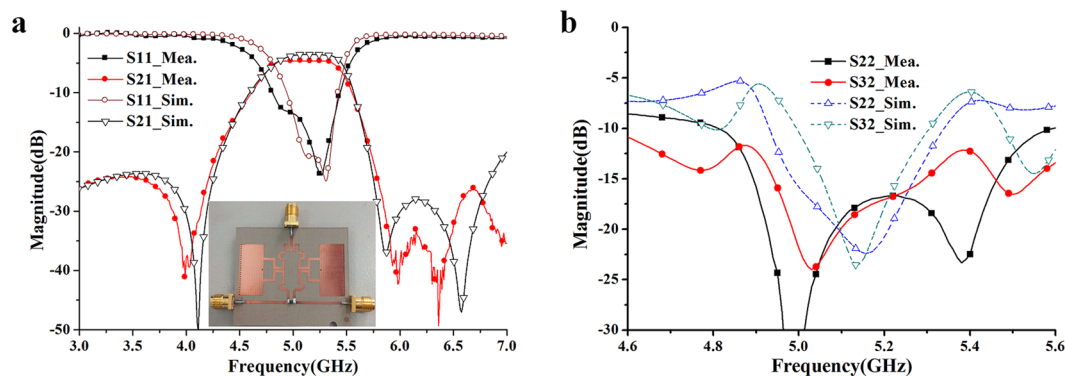 a
Magnitude(dB)
0
-10
-20
-30
-40
-50
S11_Mea.
S21_Mea.
S11_Sim.
S21_Sim.
3.0 3.5 4.0 4.5 5.0 5.5 6.0 6.5 7.0
Frequency(GHz)
b
Magnitude(dB)
0
-5
-10
-15
-20
-25
-30
S22_Mea.
S32_Mea.
S22_Sim.
S32_Sim.
4.6 4.8 5.0 5.2 5.4 5.6
Frequency(GHz)